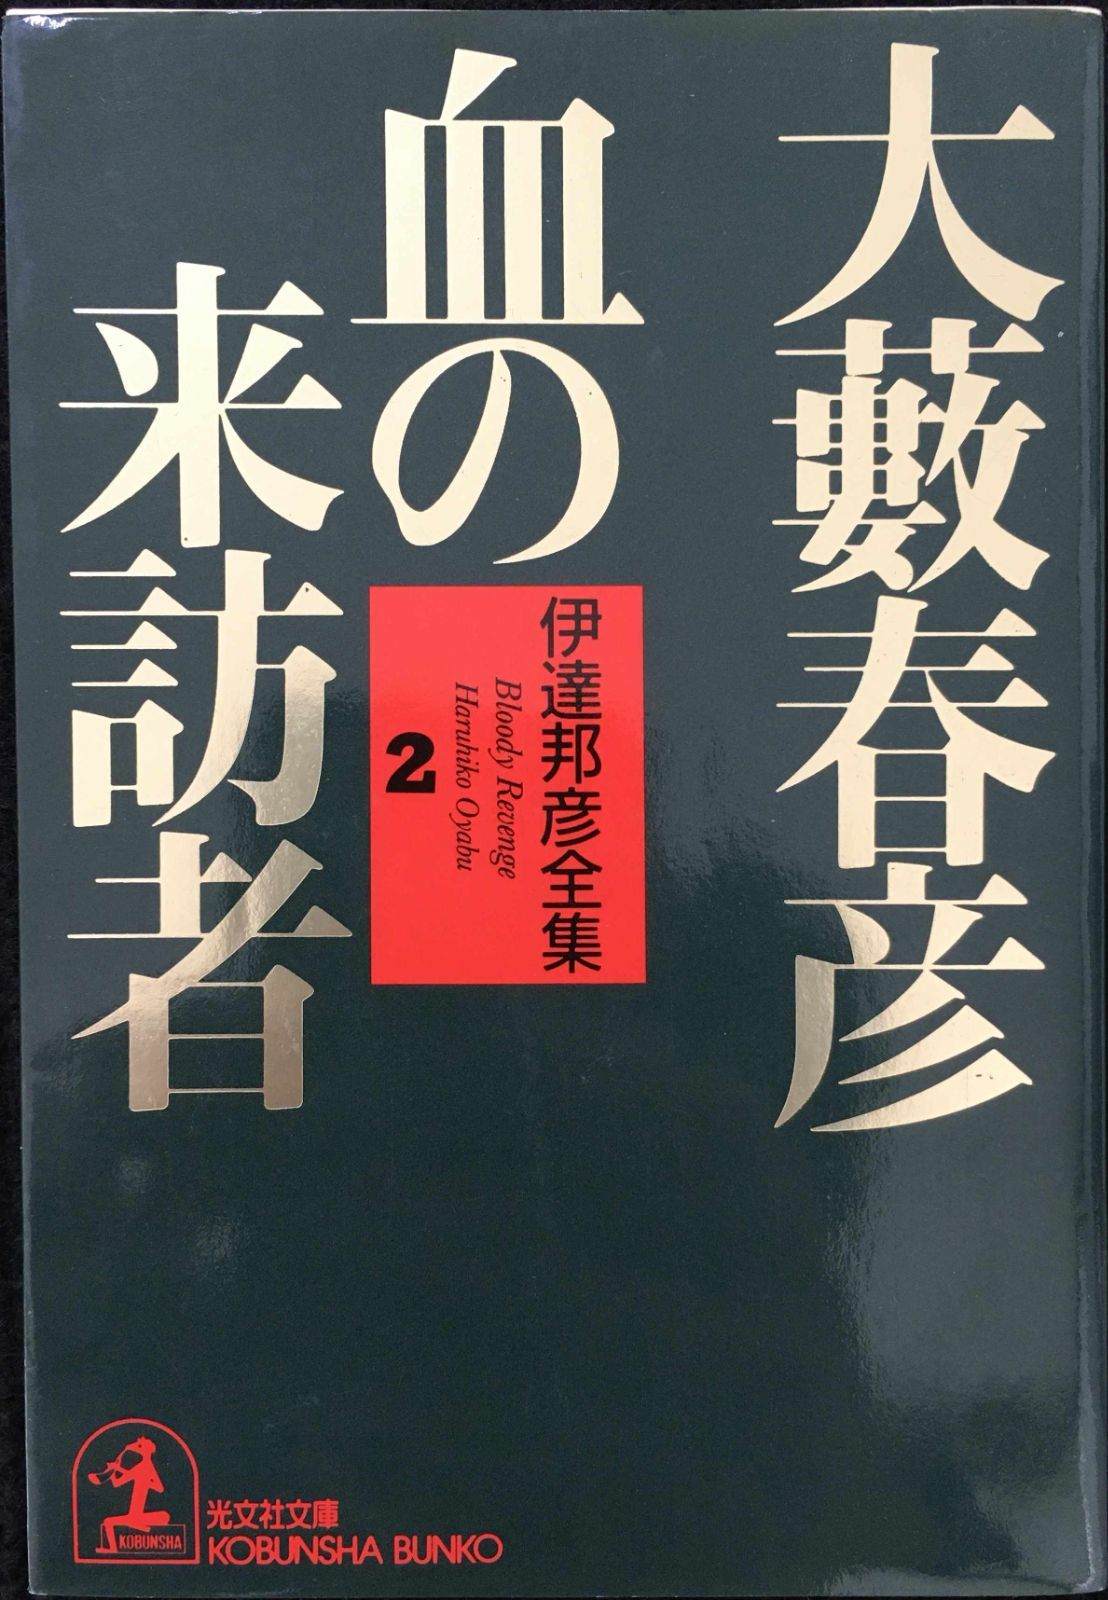 大藪春彦
血の
来訪者
伊達邦彦全集
Bloody Revenge
Haruhiko Oyabu
2
KOBUNSHA
光文社文庫
KOBUNSHA BUNKO